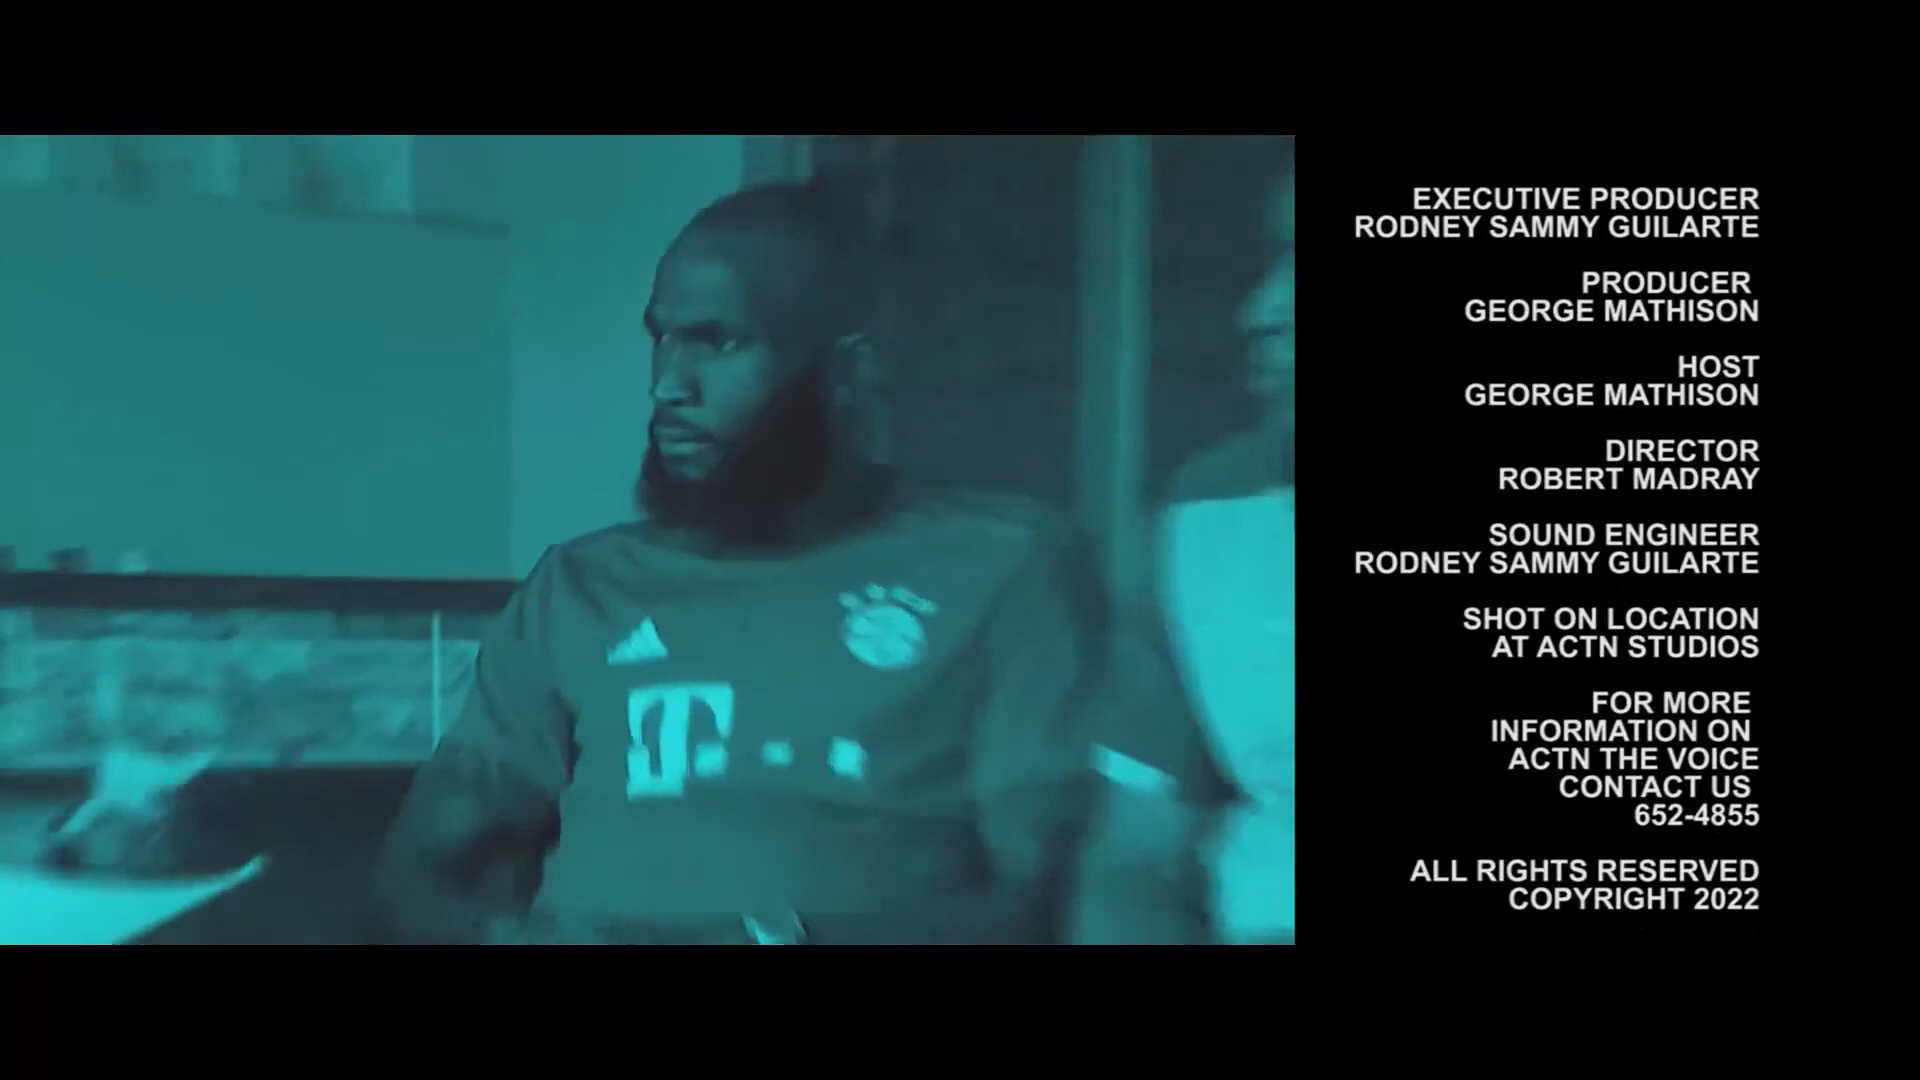 EXECUTIVE PRODUCER
RODNEY SAMMY GUILARTE
PRODUCER
GEORGE MATHISON
HOST
GEORGE MATHISON
DIRECTOR
ROBERT MADRAY
SOUND ENGINEER
RODNEY SAMMY GUILARTE
SHOT ON LOCATION
AT ACTN STUDIOS
FOR MORE
INFORMATION ON
ACTN THE VOICE
CONTACT US
652-4855
ALL RIGHTS RESERVED
COPYRIGHT 2022
T